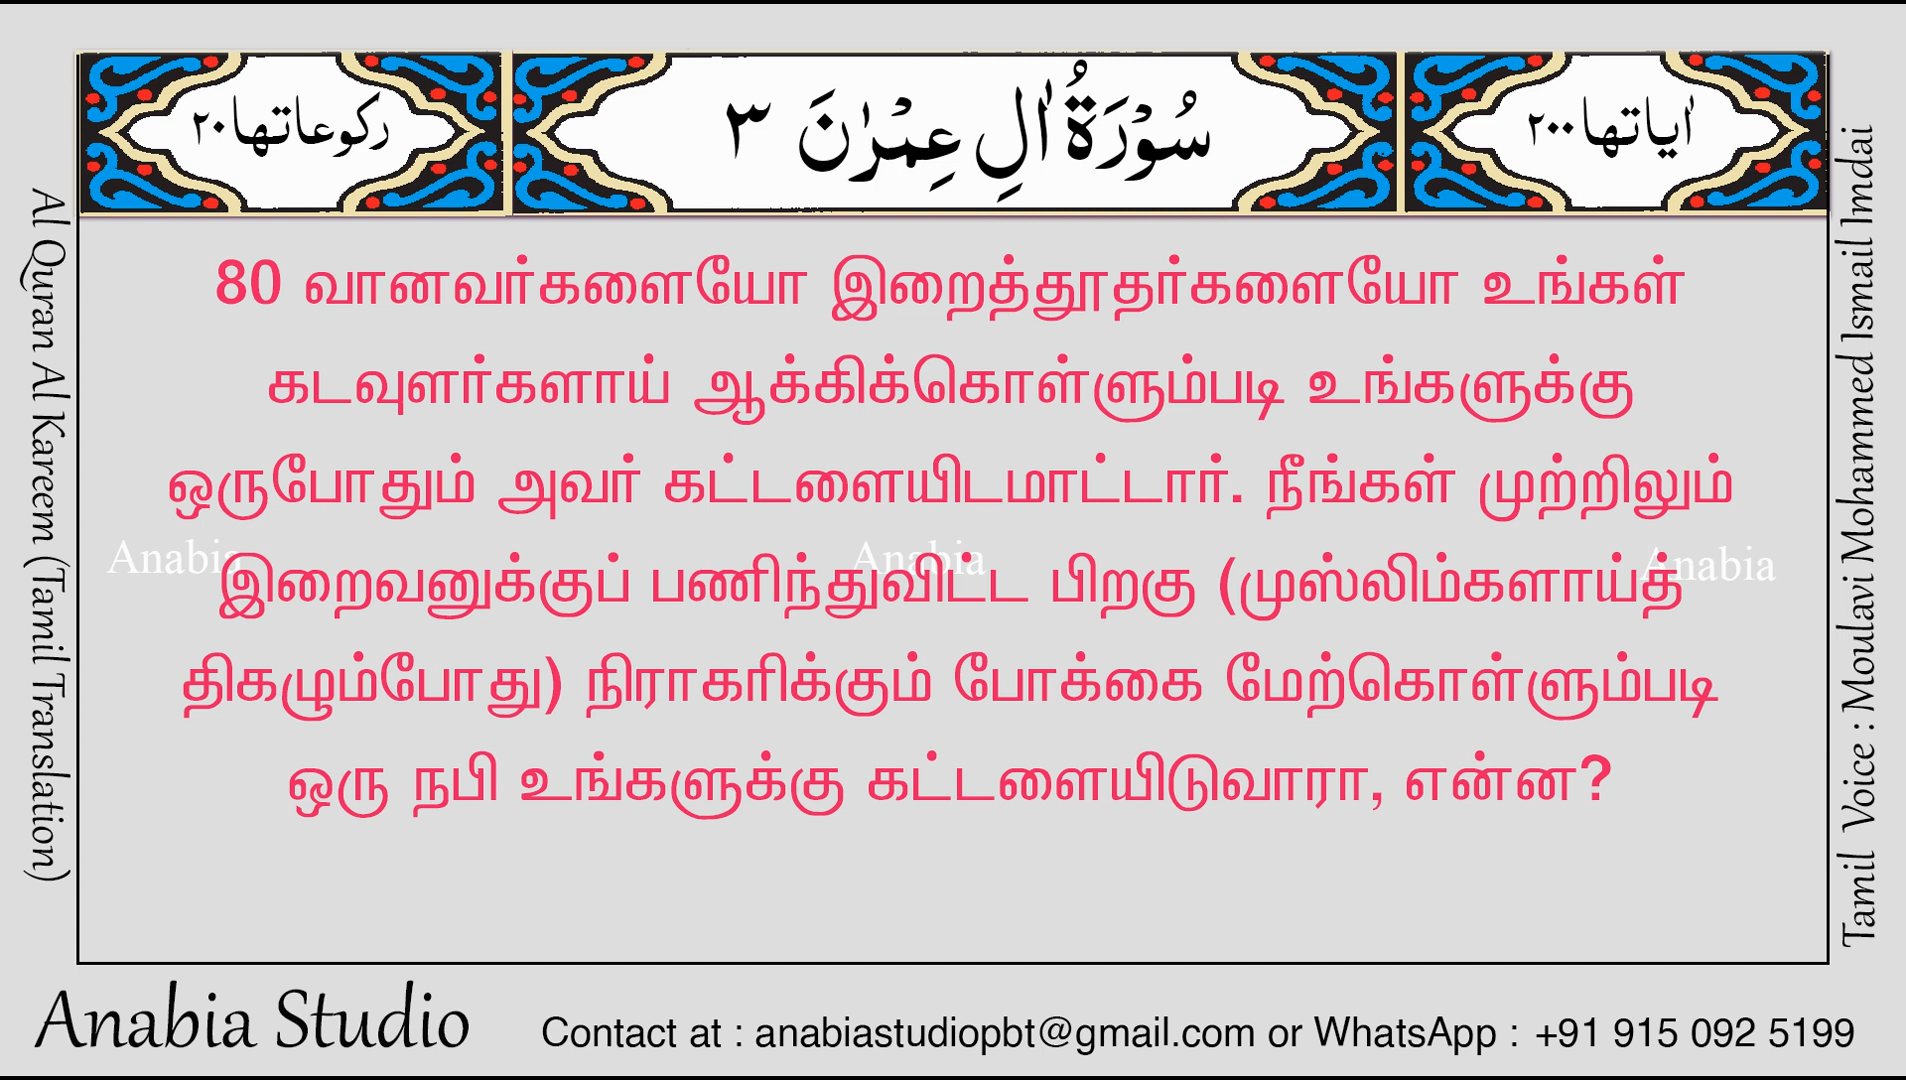 اٰياتها ٢٠٠
سُوْرَةُ اٰلِ عِمْرٰنَ ٣
ركوعاتها ٢٠
80 வானவர்களையோ இறைத்தூதர்களையோ உங்கள்
கடவுளர்களாய் ஆக்கிக்கொள்ளும்படி உங்களுக்கு
ஒருபோதும் அவர் கட்டளையிடமாட்டார். நீங்கள் முற்றிலும்
இறைவனுக்குப் பணிந்துவிட்ட பிறகு (முஸ்லிம்களாய்த்
திகழும்போது) நிராகரிக்கும் போக்கை மேற்கொள்ளும்படி
ஒரு நபி உங்களுக்கு கட்டளையிடுவாரா, என்ன?
Anabia
Anabia
Anabia
Al Quran Al Kareem (Tamil Translation)
Tamil Voice : Moulavi Mohammed Ismail Imdai
Anabia Studio
Contact at : anabiastudiopbt@gmail.com or WhatsApp : +91 915 092 5199